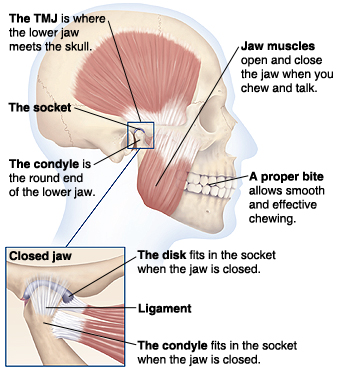 The TMJ is where
the lower jaw
meets the skull.
Jaw muscles
open and close
the jaw when you
chew and talk.
The socket
The condyle is
the round end
of the lower jaw.
A proper bite
allows smooth
and effective
chewing.
Closed jaw
The disk fits in the socket
when the jaw is closed.
Ligament
The condyle fits in the socket
when the jaw is closed.